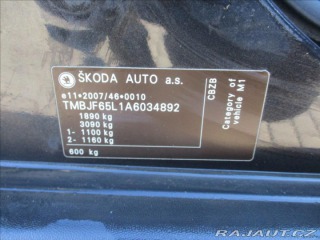 ŠKODA AUTO a.s.
e11*2007/46*0010
TMBJF65L1A6034892
1890 kg
3090 kg
1- 1100 kg
2- 1160 kg
600 kg
CBZB
Category of
vehicle M1
RAJAUT.CZ